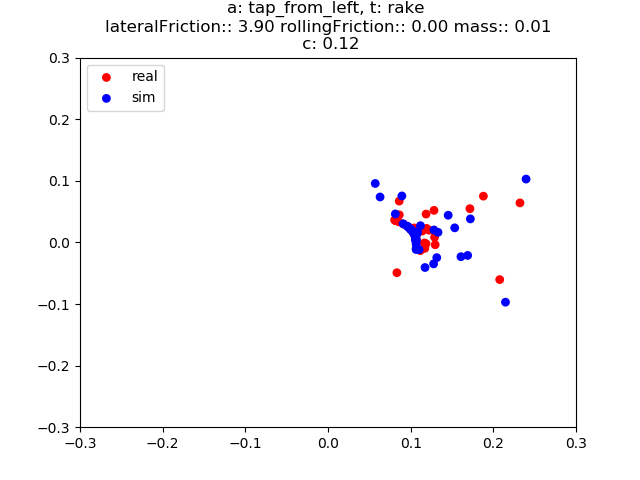 a: tap_from_left, t: rake
lateralFriction:: 3.90 rollingFriction:: 0.00 mass:: 0.01
c: 0.12
real
sim
0.3
0.2
0.1
0.0
−0.1
−0.2
−0.3
−0.3 −0.2 −0.1 0.0 0.1 0.2 0.3